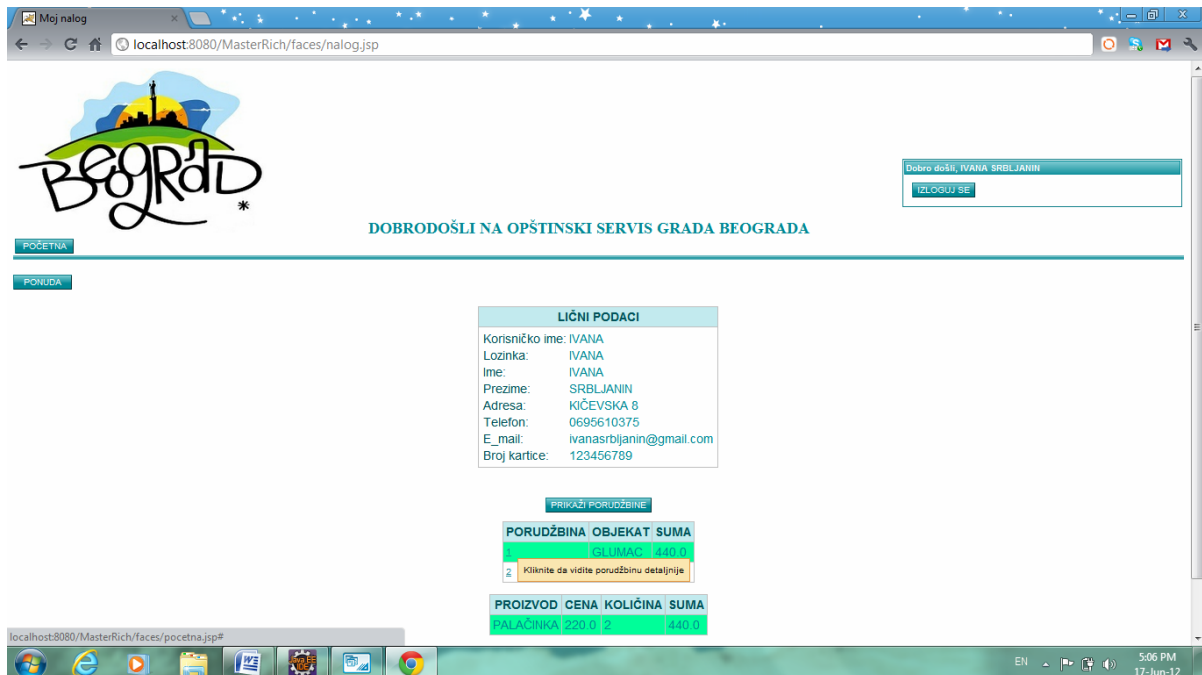 Moj nalog
localhost:8080/MasterRich/faces/nalog.jsp
BEOGRAD
Dobro došli, IVANA SRBLJANIN
IZLOGUJ SE
DOBRODOŠLI NA OPŠTINSKI SERVIS GRADA BEOGRADA
POČETNA
PONUDA
LIČNI PODACI
Korisničko ime: IVANA
Lozinka: IVANA
Ime: IVANA
Prezime: SRBLJANIN
Adresa: KIČEVSKA 8
Telefon: 0695610375
E_mail: ivanasrbljanin@gmail.com
Broj kartice: 123456789
PRIKAŽI PORUDŽBINE
PORUDŽBINA OBJEKAT SUMA
1 GLUMAC 440.0
2 Kliknite da vidite porudžbinu detaljnije
PROIZVOD CENA KOLIČINA SUMA
PALAČINKA 220.0 2 440.0
localhost:8080/MasterRich/faces/pocetna.jsp#
Java EE IDE
EN 5:06 PM
17-Jun-12